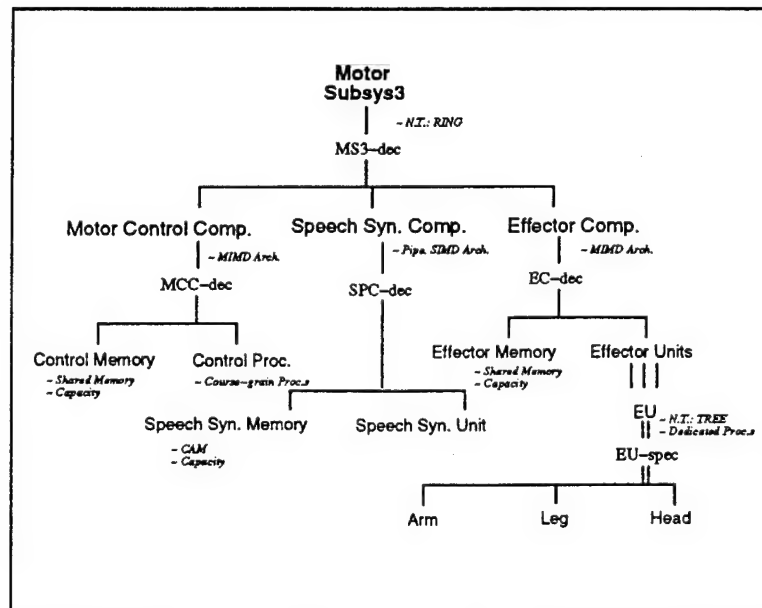 Motor
Subsys3
~ N.T.: RING
MS3-dec
Motor Control Comp.
Speech Syn. Comp.
Effector Comp.
~ MIMD Arch.
~ Pipe. SIMD Arch.
~ MIMD Arch.
MCC-dec
SPC-dec
EC-dec
Control Memory
~ Shared Memory
~ Capacity
Control Proc.
~ Course-grain Proc.s
Effector Memory
~ Shared Memory
~ Capacity
Effector Units
Speech Syn. Memory
~ CAM
~ Capacity
Speech Syn. Unit
EU
~ N.T.: TREE
~ Dedicated Proc.s
EU-spec
Arm
Leg
Head